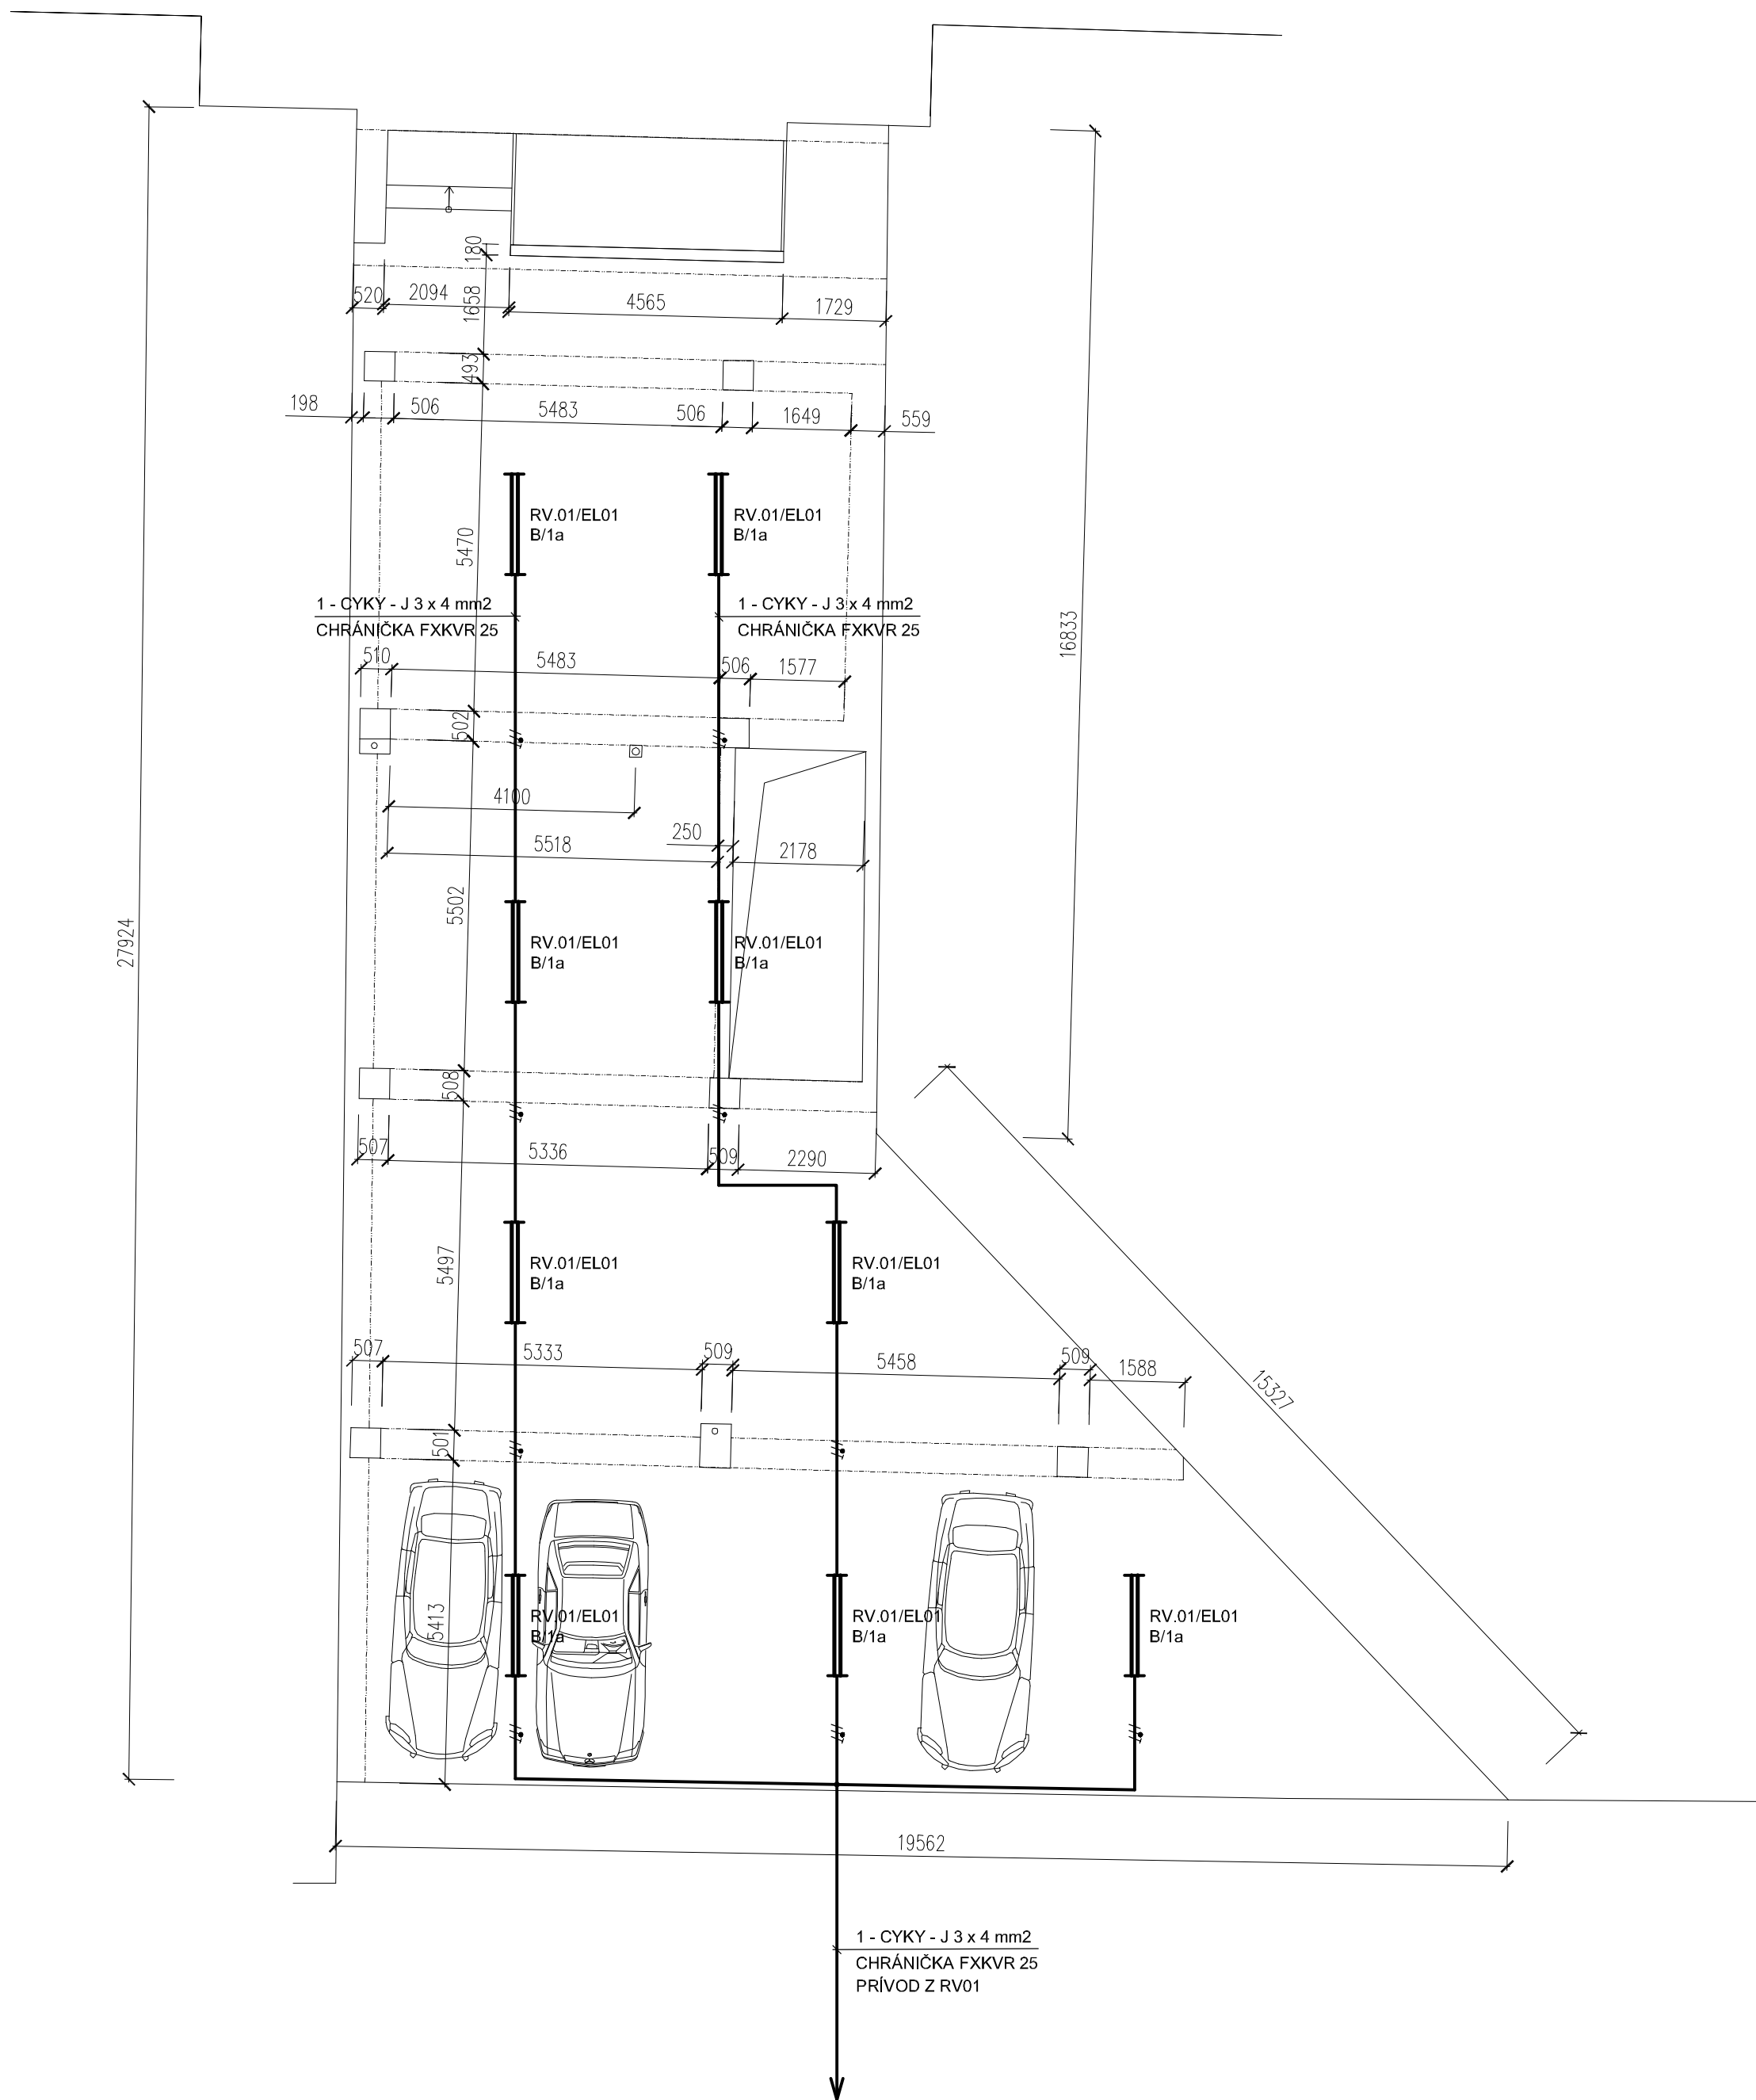 180
520
2094
1658
4565
1729
493
198
506
5483
506
1649
559
RV.01/EL01
B/1a
RV.01/EL01
B/1a
5470
1 - CYKY - J 3 x 4 mm2
CHRÁNIČKA FXKVR 25
1 - CYKY - J 3 x 4 mm2
CHRÁNIČKA FXKVR 25
16833
510
5483
506
1577
502
4100
250
5518
2178
5502
27924
RV.01/EL01
B/1a
RV.01/EL01
B/1a
508
507
5336
509
2290
5497
RV.01/EL01
B/1a
RV.01/EL01
B/1a
507
5333
509
5458
509
1588
15327
501
5413
RV.01/EL01
B/1a
RV.01/EL01
B/1a
RV.01/EL01
B/1a
19562
1 - CYKY - J 3 x 4 mm2
CHRÁNIČKA FXKVR 25
PRÍVOD Z RV01